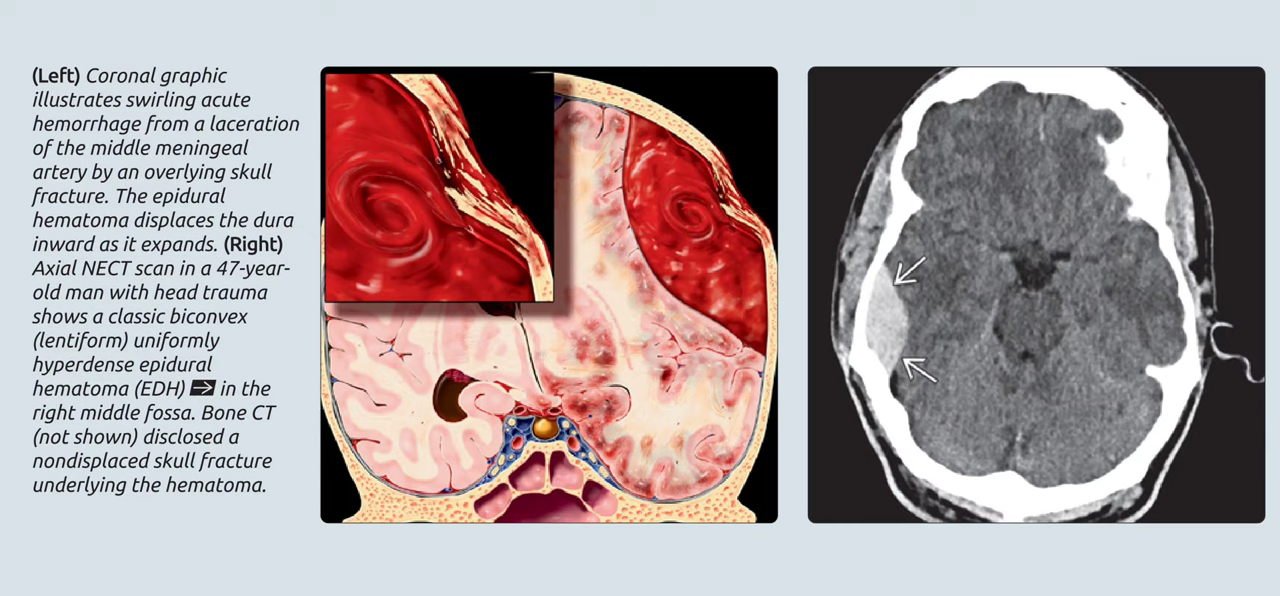 (Left) Coronal graphic
illustrates swirling acute
hemorrhage from a laceration
of the middle meningeal
artery by an overlying skull
fracture. The epidural
hematoma displaces the dura
inward as it expands. (Right)
Axial NECT scan in a 47-year-
old man with head trauma
shows a classic biconvex
(lentiform) uniformly
hyperdense epidural
hematoma (EDH) ➡ in the
right middle fossa. Bone CT
(not shown) disclosed a
nondisplaced skull fracture
underlying the hematoma.